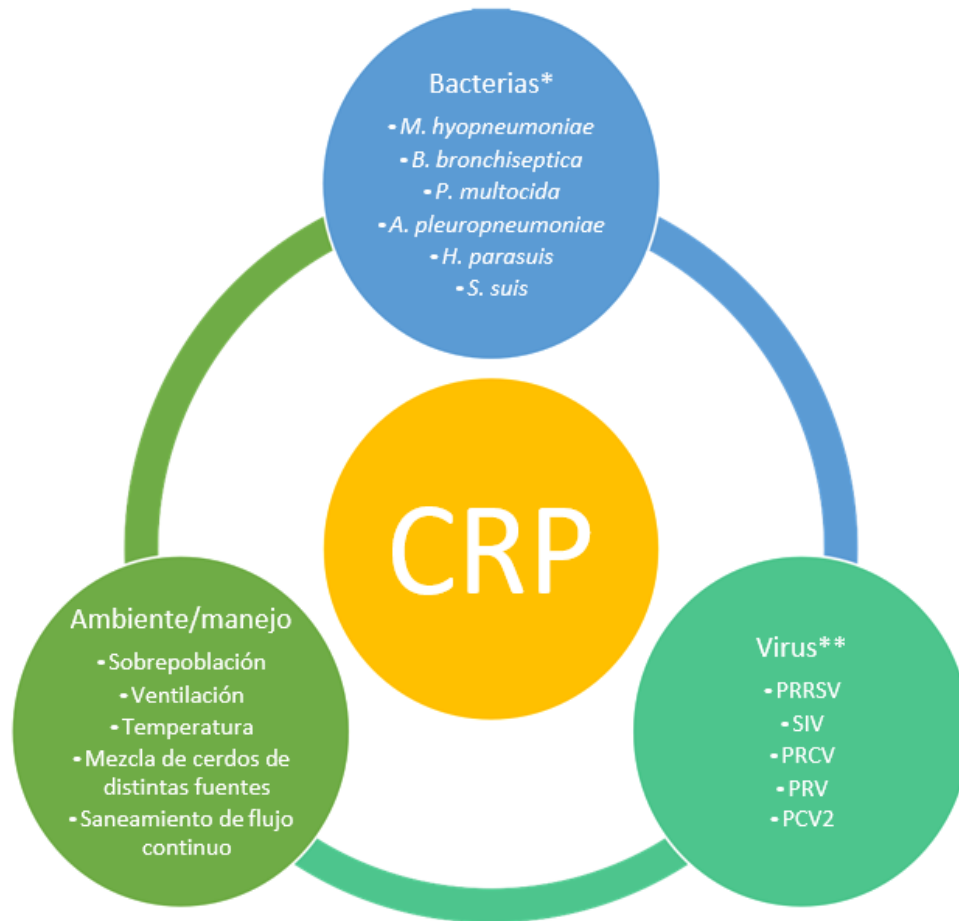 Bacterias*
•M. hyopneumoniae
•B. bronchiseptica
•P. multocida
•A. pleuropneumoniae
•H. parasuis
•S. suis
CRP
Ambiente/manejo
•Sobrepoblación
•Ventilación
•Temperatura
•Mezcla de cerdos de
distintas fuentes
•Saneamiento de flujo
continuo
Virus**
•PRRSV
•SIV
•PRCV
•PRV
•PCV2